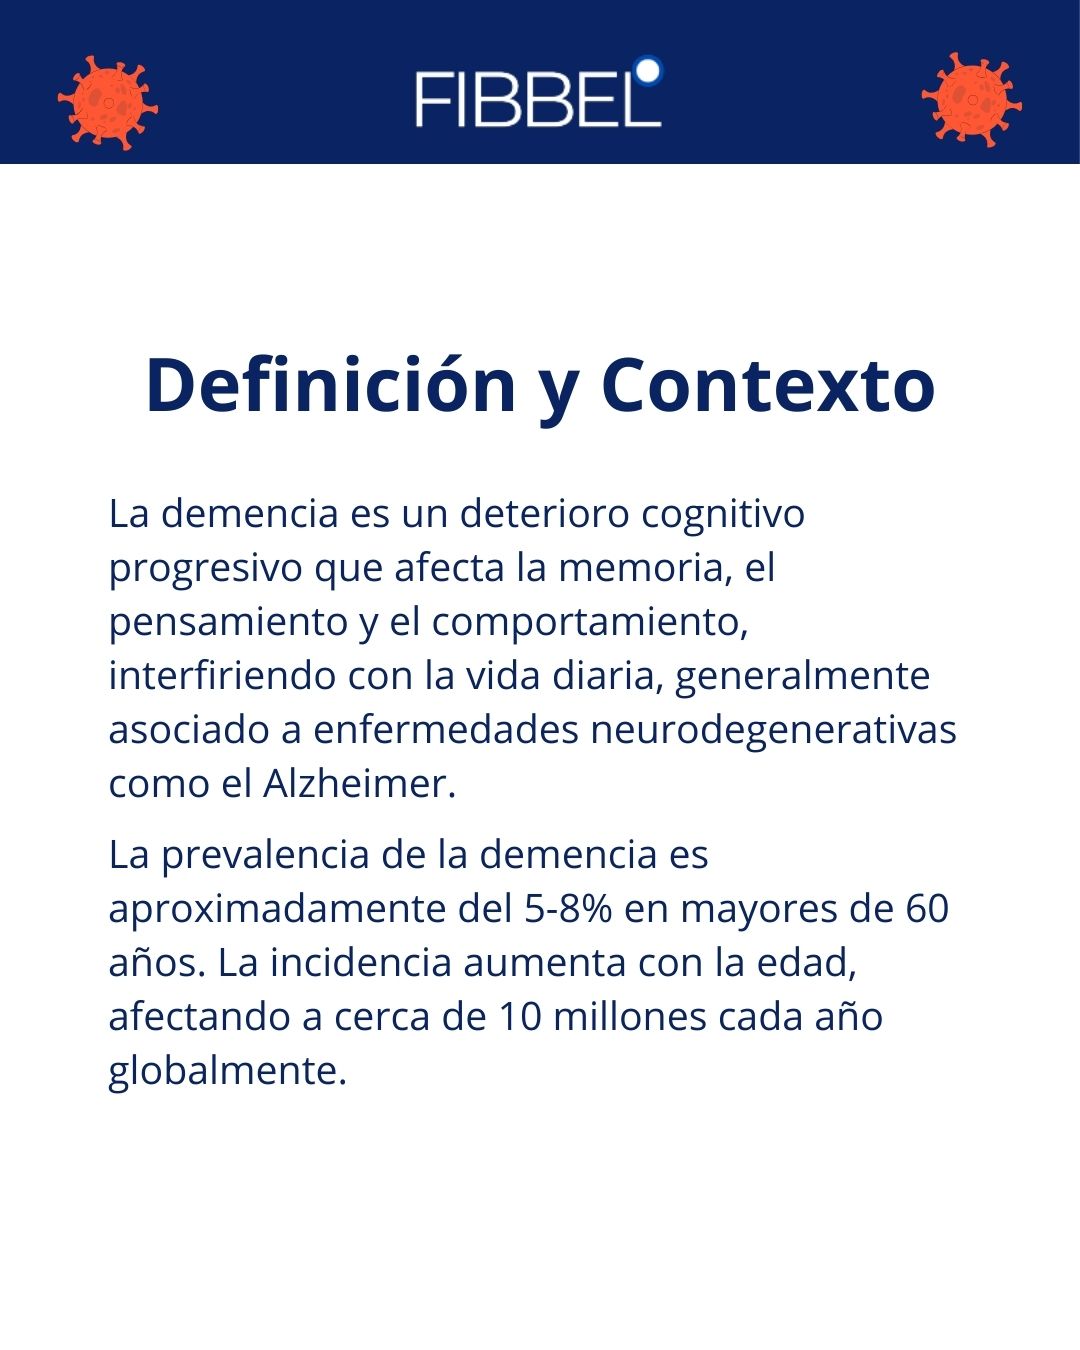 FIBBEL
Definición y Contexto
La demencia es un deterioro cognitivo
progresivo que afecta la memoria, el
pensamiento y el comportamiento,
interfiriendo con la vida diaria, generalmente
asociado a enfermedades neurodegenerativas
como el Alzheimer.
La prevalencia de la demencia es
aproximadamente del 5-8% en mayores de 60
años. La incidencia aumenta con la edad,
afectando a cerca de 10 millones cada año
globalmente.